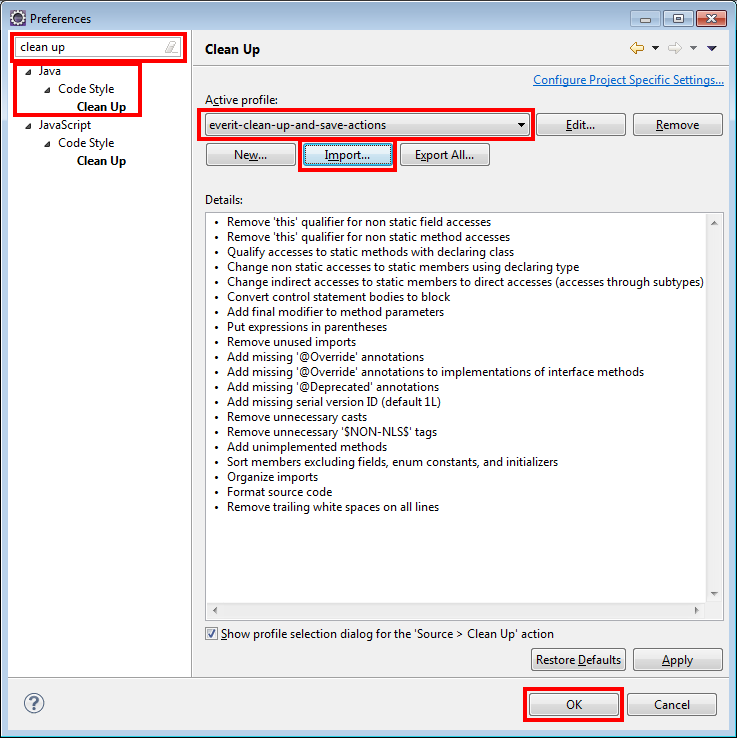 Preferences
clean up
Java
Code Style
Clean Up
JavaScript
Code Style
Clean Up
Clean Up
Configure Project Specific Settings...
Active profile:
everit-clean-up-and-save-actions
Edit...
Remove
New...
Import...
Export All...
Details:
• Remove 'this' qualifier for non static field accesses
• Remove 'this' qualifier for non static method accesses
• Qualify accesses to static methods with declaring class
• Change non static accesses to static members using declaring type
• Change indirect accesses to static members to direct accesses (accesses through subtypes)
• Convert control statement bodies to block
• Add final modifier to method parameters
• Put expressions in parentheses
• Remove unused imports
• Add missing '@Override' annotations
• Add missing '@Override' annotations to implementations of interface methods
• Add missing '@Deprecated' annotations
• Add missing serial version ID (default 1L)
• Remove unnecessary casts
• Remove unnecessary '$NON-NLS$' tags
• Add unimplemented methods
• Sort members excluding fields, enum constants, and initializers
• Organize imports
• Format source code
• Remove trailing white spaces on all lines
Show profile selection dialog for the 'Source > Clean Up' action
Restore Defaults
Apply
?
OK
Cancel